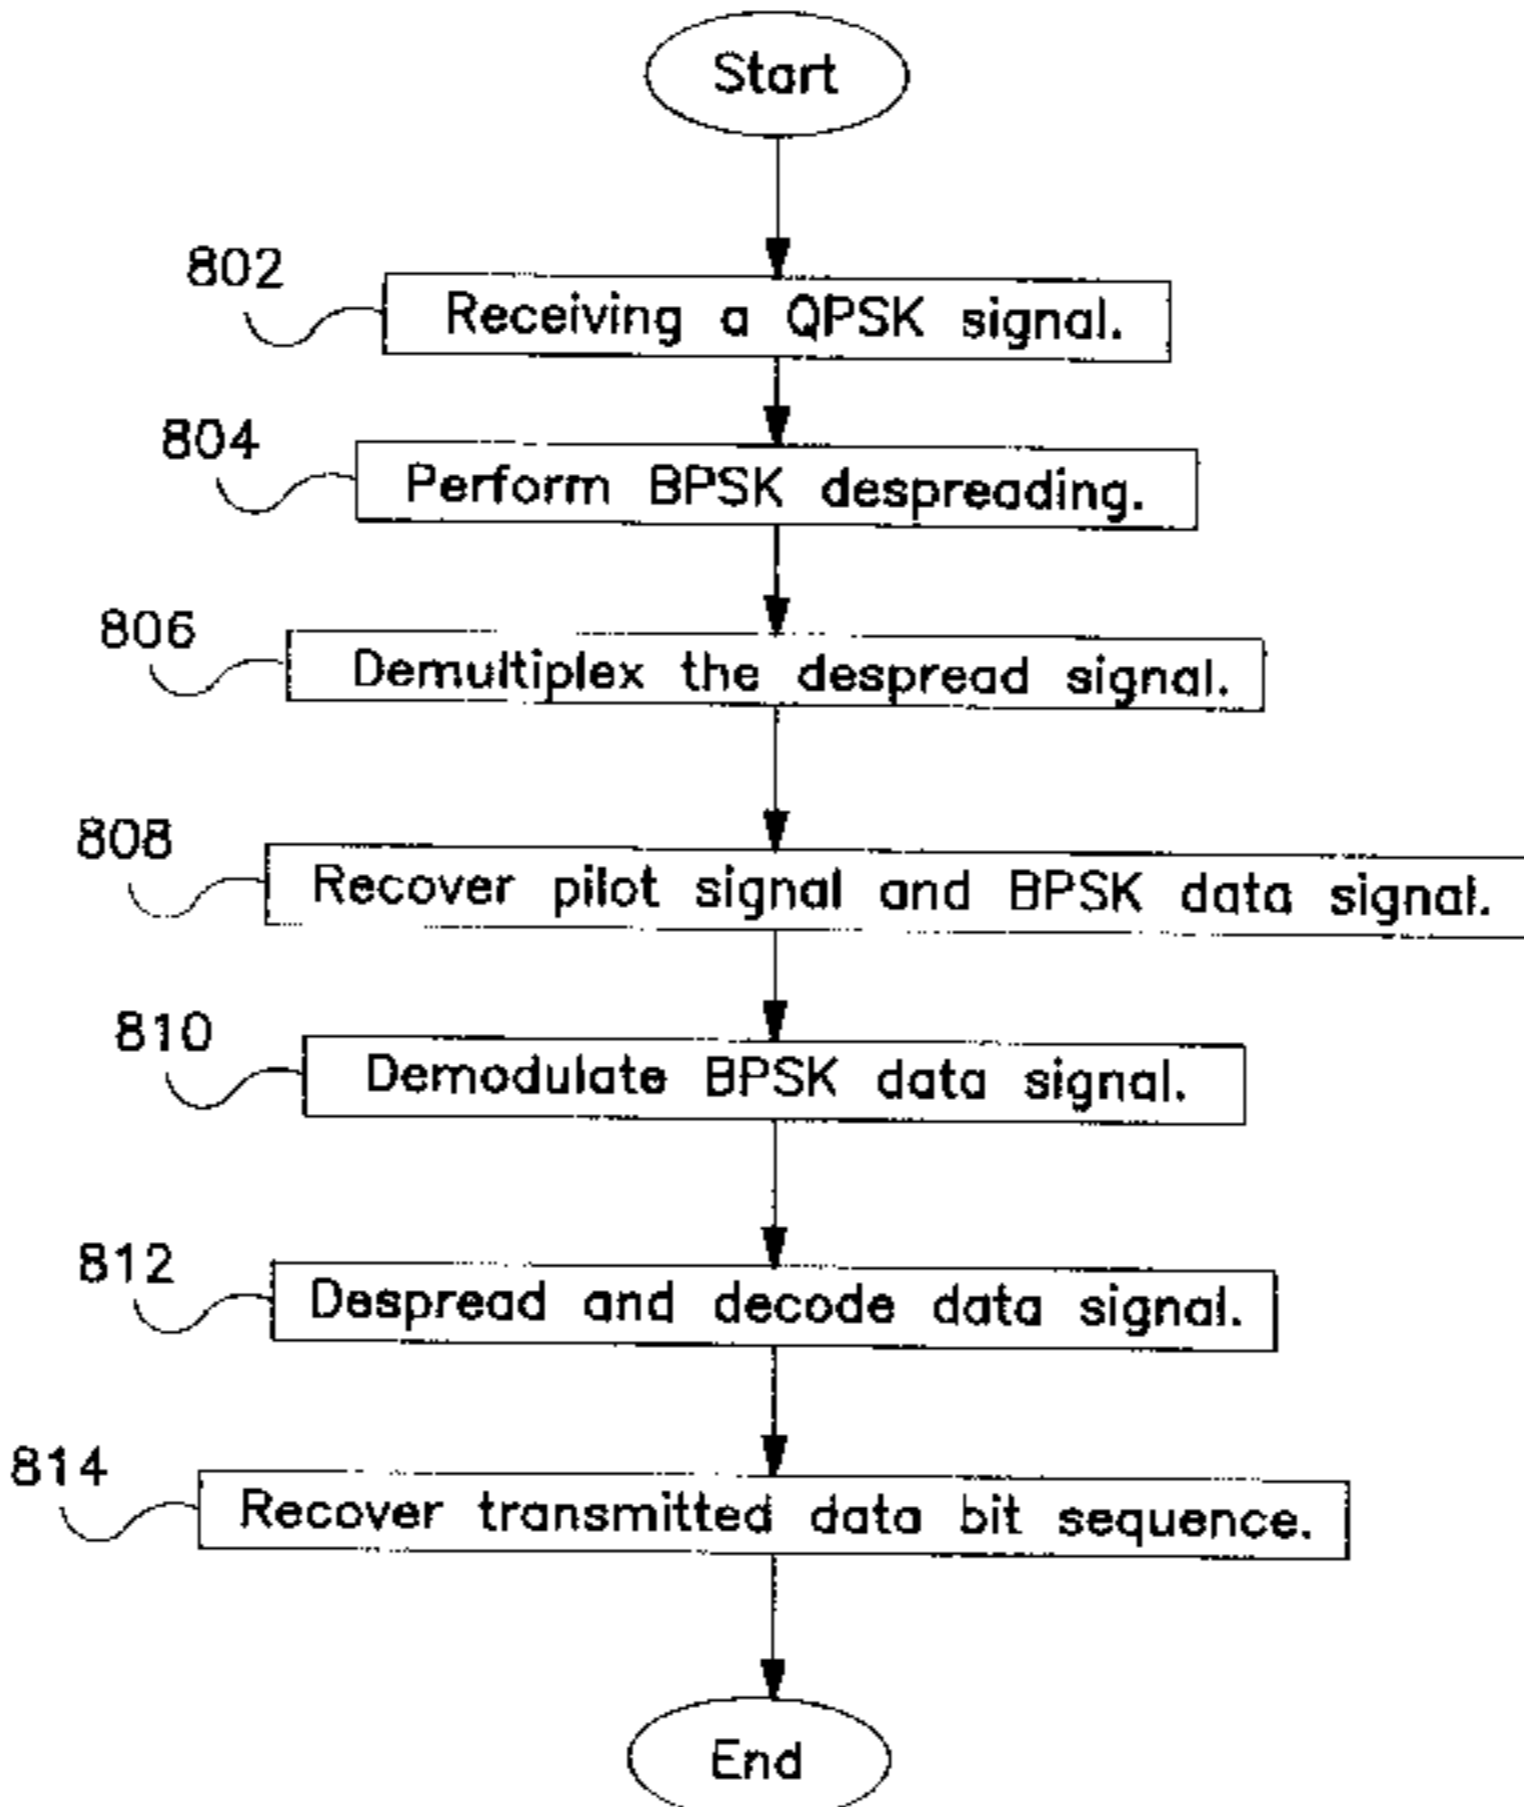 Start
802
Receiving a QPSK signal.
804
Perform BPSK despreading.
806
Demultiplex the despread signal.
808
Recover pilot signal and BPSK data signal.
810
Demodulate BPSK data signal.
812
Despread and decode data signal.
814
Recover transmitted data bit sequence.
End